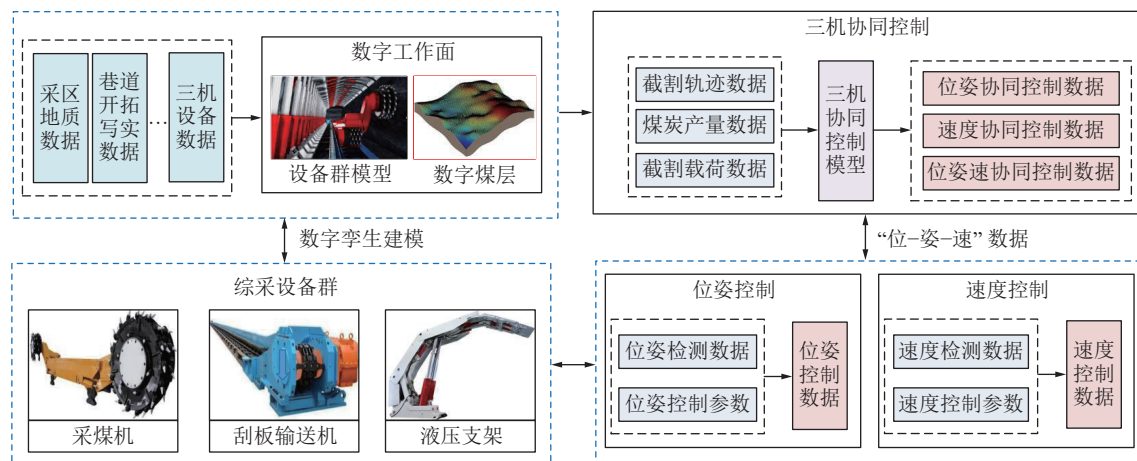 采区地质数据
巷道开拓写实数据
…
三机设备数据
数字工作面
设备群模型
数字煤层
三机协同控制
截割轨迹数据
煤炭产量数据
截割载荷数据
三机协同控制模型
位姿协同控制数据
速度协同控制数据
位姿速协同控制数据
数字孪生建模
“位–姿–速” 数据
综采设备群
采煤机
刮板输送机
液压支架
位姿控制
位姿检测数据
位姿控制参数
位姿控制数据
速度控制
速度检测数据
速度控制参数
速度控制数据